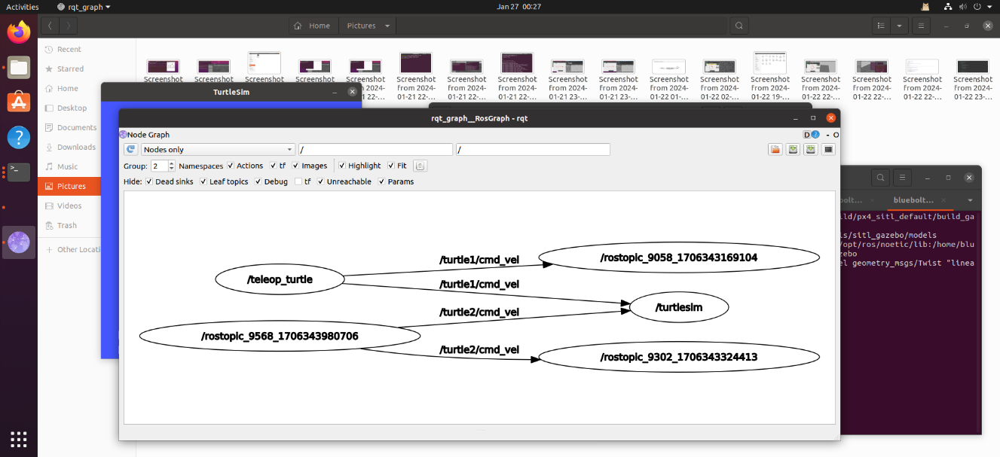 Activities
rqt_graph
Jan 27 00:27
Home
Pictures
Recent
Starred
Home
Desktop
Documents
Downloads
Music
Pictures
Videos
Trash
Other Locati
Screenshot Screenshot Screenshot Screenshot Screenshot Screenshot Screenshot Screenshot Screenshot Screenshot Screenshot Screenshot Screenshot Screenshot Screenshot Screenshot Screenshot
from 2024- from 2024- from 2024- from 2024- from 2024- from 2024- from 2024- from 2024- from 2024- from 2024- from 2024- from 2024-
1 22-... 01-21 22-... 01-21 22-... 01-21 22-... 01-21 23-... 01-21 23-... 01-22 01-... 01-22 02-... 01-22 19-... 01-22 22-... 01-22 22-... 01-22 22-... 01-22 23-...
TurtleSim
rqt_graph__RosGraph - rqt
Node Graph
D
- O
Nodes only
/
/
Group: 2 Namespaces Actions tf Images Highlight Fit
Hide: Dead sinks Leaf topics Debug tf Unreachable Params
/teleop_turtle
/turtle1/cmd_vel
/rostopic_9058_1706343169104
/turtle1/cmd_vel
/turtlesim
/turtle2/cmd_vel
/rostopic_9568_1706343980706
/turtle2/cmd_vel
/rostopic_9302_1706343324413
bolt...
bluebolt...
ld/px4_sitl_default/build_ga
s/sitl_gazebo/models
/opt/ros/noetic/lib:/home/blu
zebo
el geometry_msgs/Twist "linea